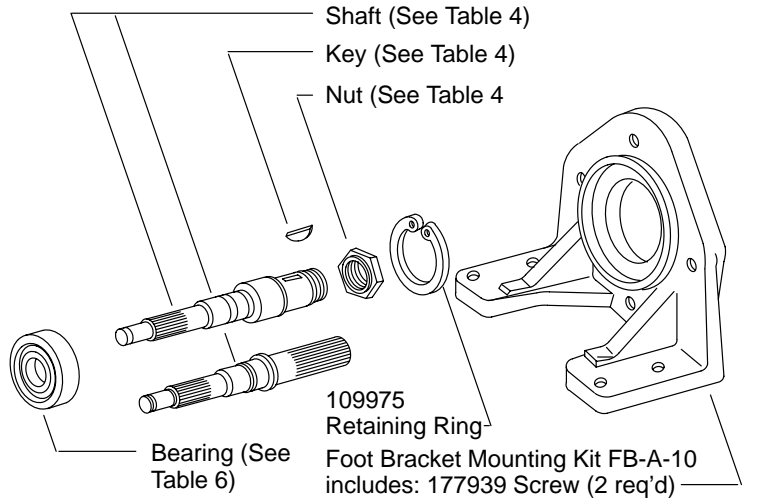 Shaft (See Table 4)
Key (See Table 4)
Nut (See Table 4
109975
Retaining Ring
Bearing (See
Table 6)
Foot Bracket Mounting Kit FB-A-10
includes: 177939 Screw (2 req'd)